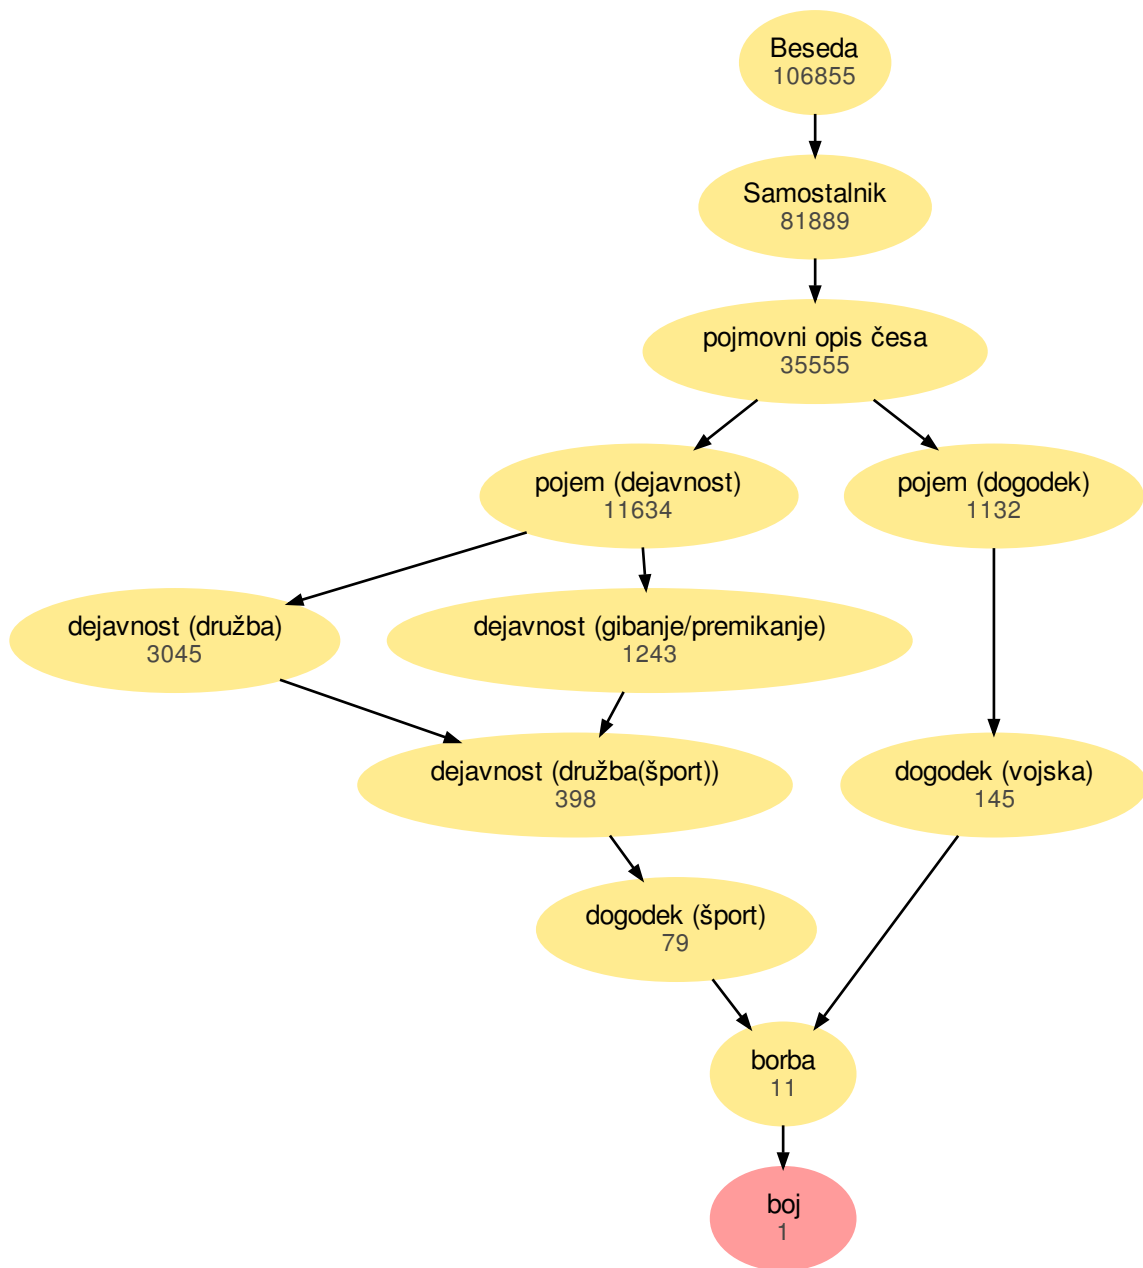 Beseda
106855
Samostalnik
81889
pojmovni opis česa
35555
pojem (dejavnost)
11634
pojem (dogodek)
1132
dejavnost (družba)
3045
dejavnost (gibanje/premikanje)
1243
dejavnost (družba(šport))
398
dogodek (vojska)
145
dogodek (šport)
79
borba
11
boj
1